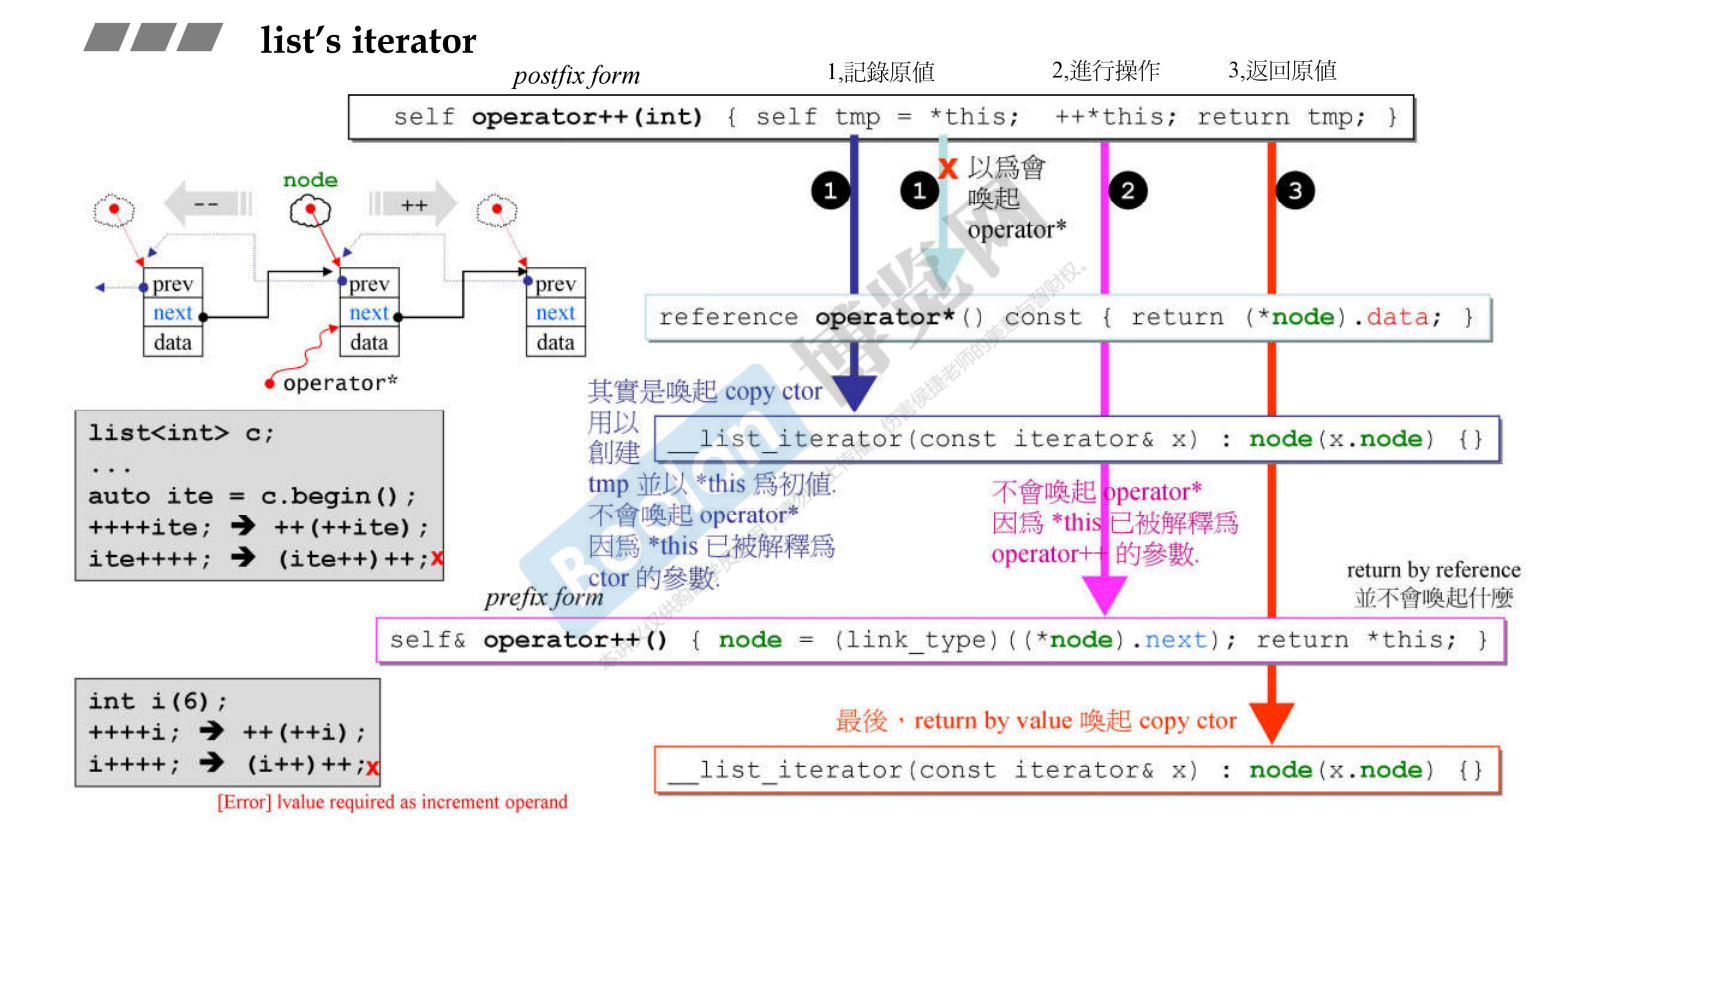 list’s iterator
postfix form
1,記錄原値
2,進行操作
3,返回原値
self operator++(int) { self tmp = *this;  ++*this; return tmp; }
1
1
x 以爲會
喚起
operator*
2
3
node
--
++
prev
next
data
prev
next
data
prev
next
data
operator*
reference operator*() const { return (*node).data; }
其實是喚起 copy ctor
用以
創建
tmp 並以 *this 爲初値.
不會喚起 operator*
因爲 *this 已被解釋爲
ctor 的參數.
__list_iterator(const iterator& x) : node(x.node) {}
list<int> c;
...
auto ite = c.begin();
++++ite; ➔ ++(++ite);
ite++++; ➔ (ite++)++;x
不會喚起 operator*
因爲 *this 已被解釋爲
operator++ 的參數.
return by reference
並不會喚起什麼
prefix form
self& operator++() { node = (link_type)((*node).next); return *this; }
int i(6);
++++i; ➔ ++(++i);
i++++; ➔ (i++)++;x
[Error] lvalue required as increment operand
最後，return by value 喚起 copy ctor
__list_iterator(const iterator& x) : node(x.node) {}
Boolan
博览网